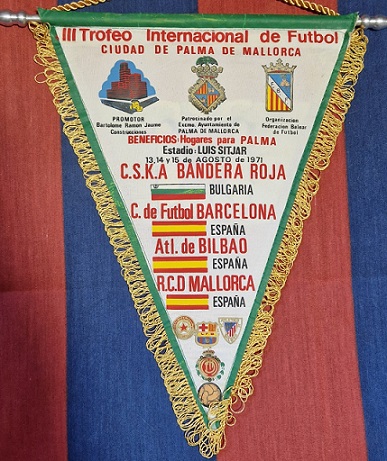 III Trofeo Internacional de Futbol
CIUDAD DE PALMA DE MALLORCA
PROMOTOR
Bartolome Ramon Jaume
Construcciones
Patrocinado por el
Excmo. Ayuntamiento de
PALMA DE MALLORCA
Organizacion
Federacion Balear
de Futbol
BENEFICIOS: Hogares para PALMA
Estadio: LUIS SITJAR
13, 14 y 15 de AGOSTO de 1971
C.S.K.A BANDERA ROJA
BULGARIA
C. de Futbol BARCELONA
ESPAÑA
Atl. de BILBAO
ESPAÑA
R.C.D MALLORCA
ESPAÑA